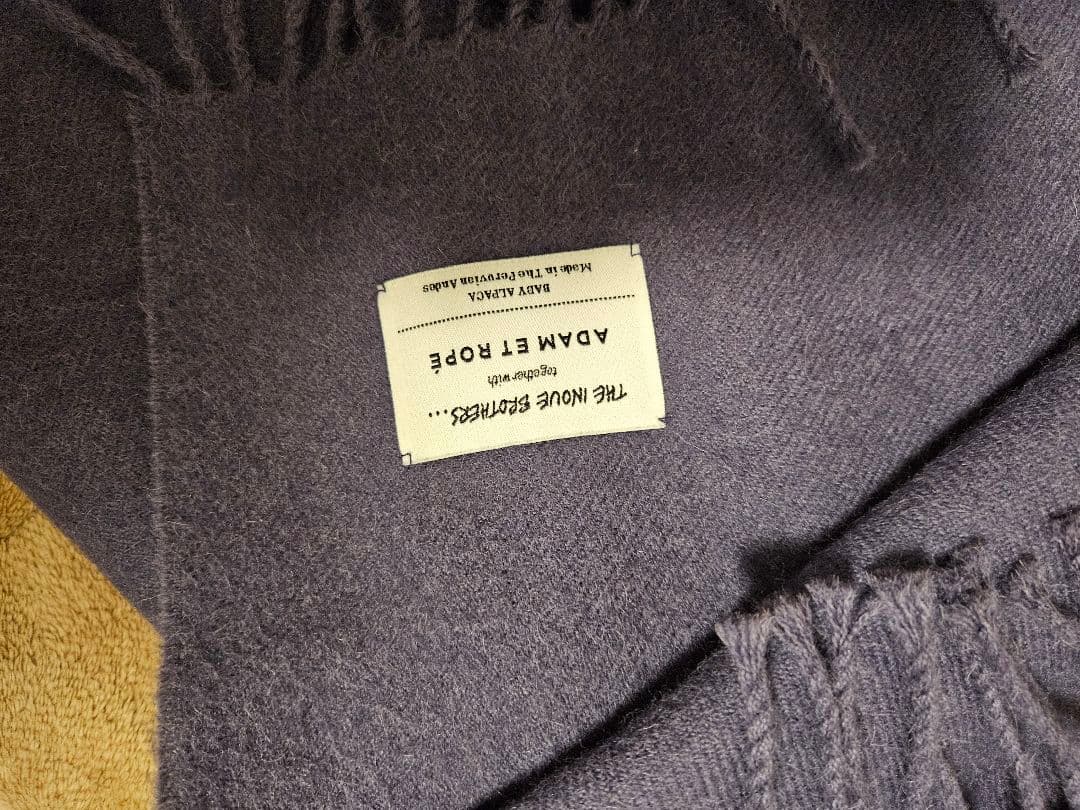 THE INOUE BROTHERS...
together with
ADAM ET ROPÉ
BABY ALPACA
Made in The Peruvian Andes